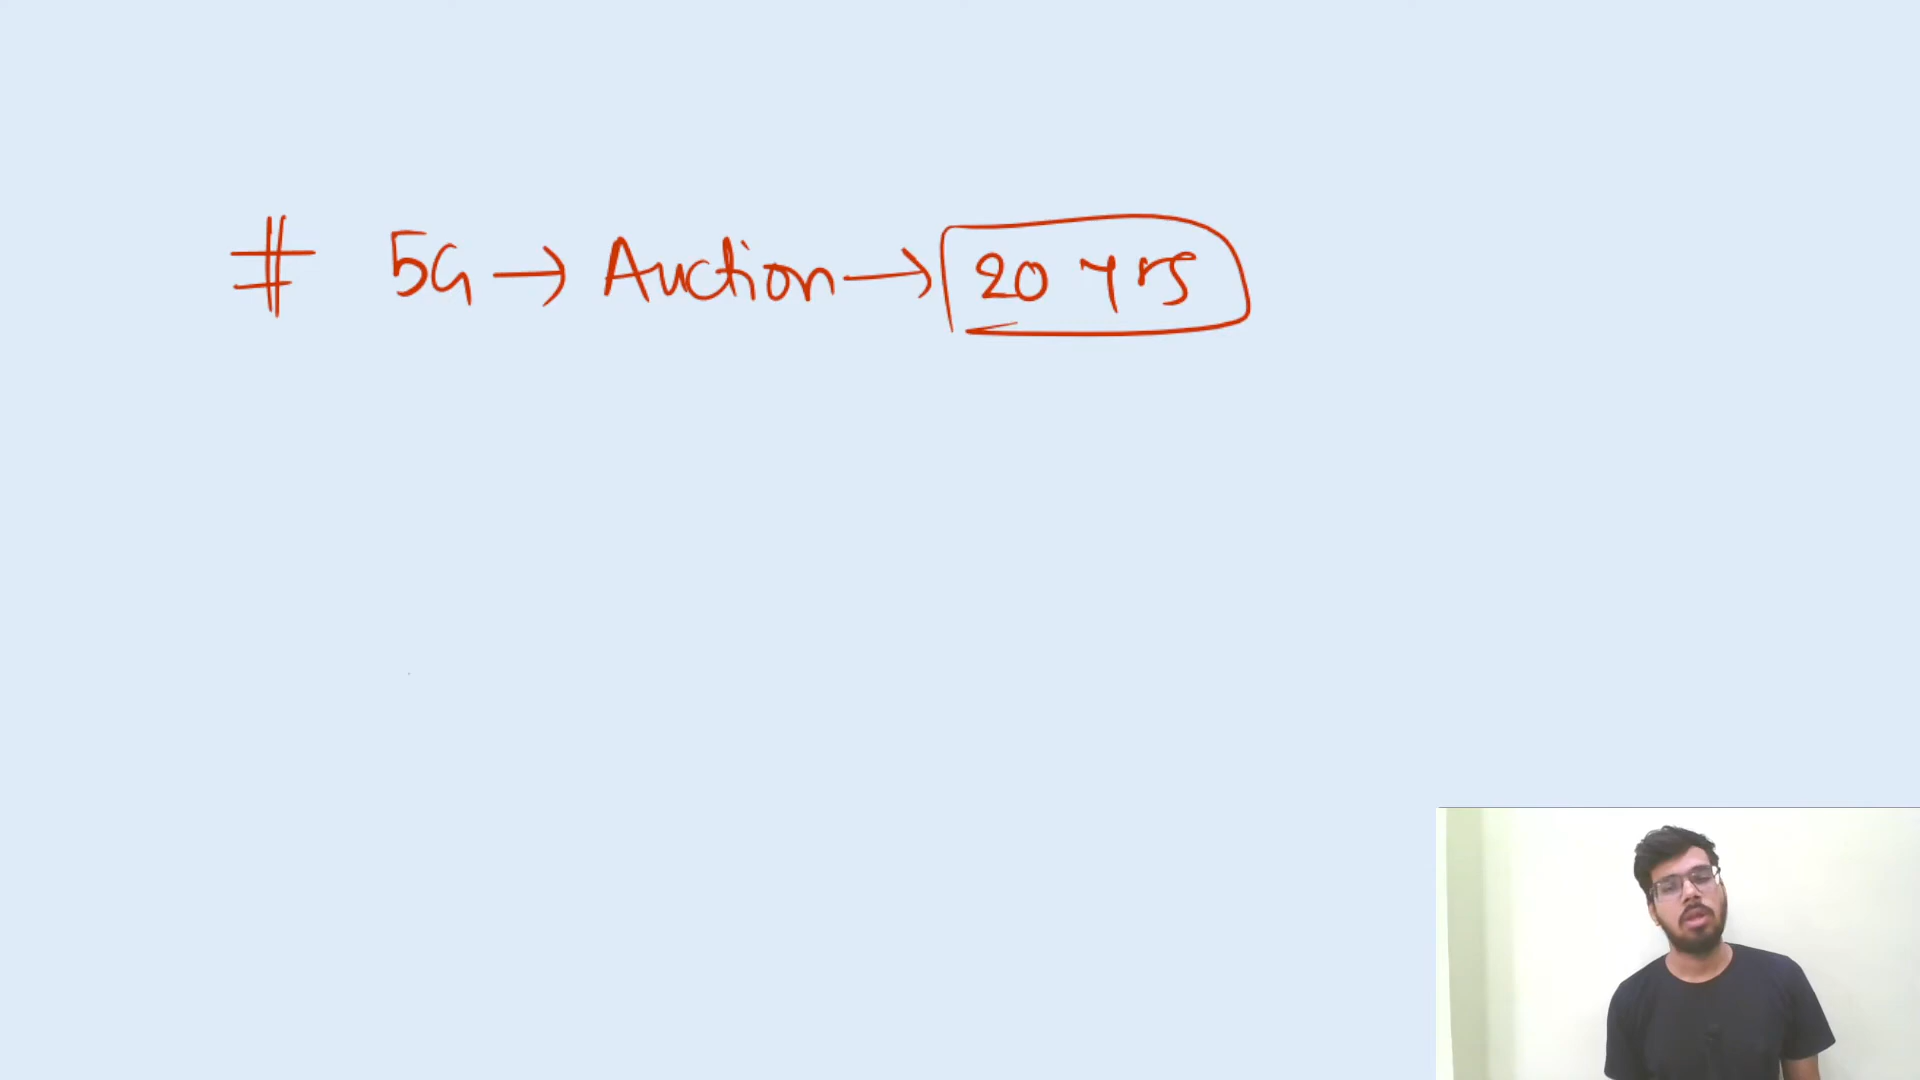 # 5G → Auction → 20 Yrs